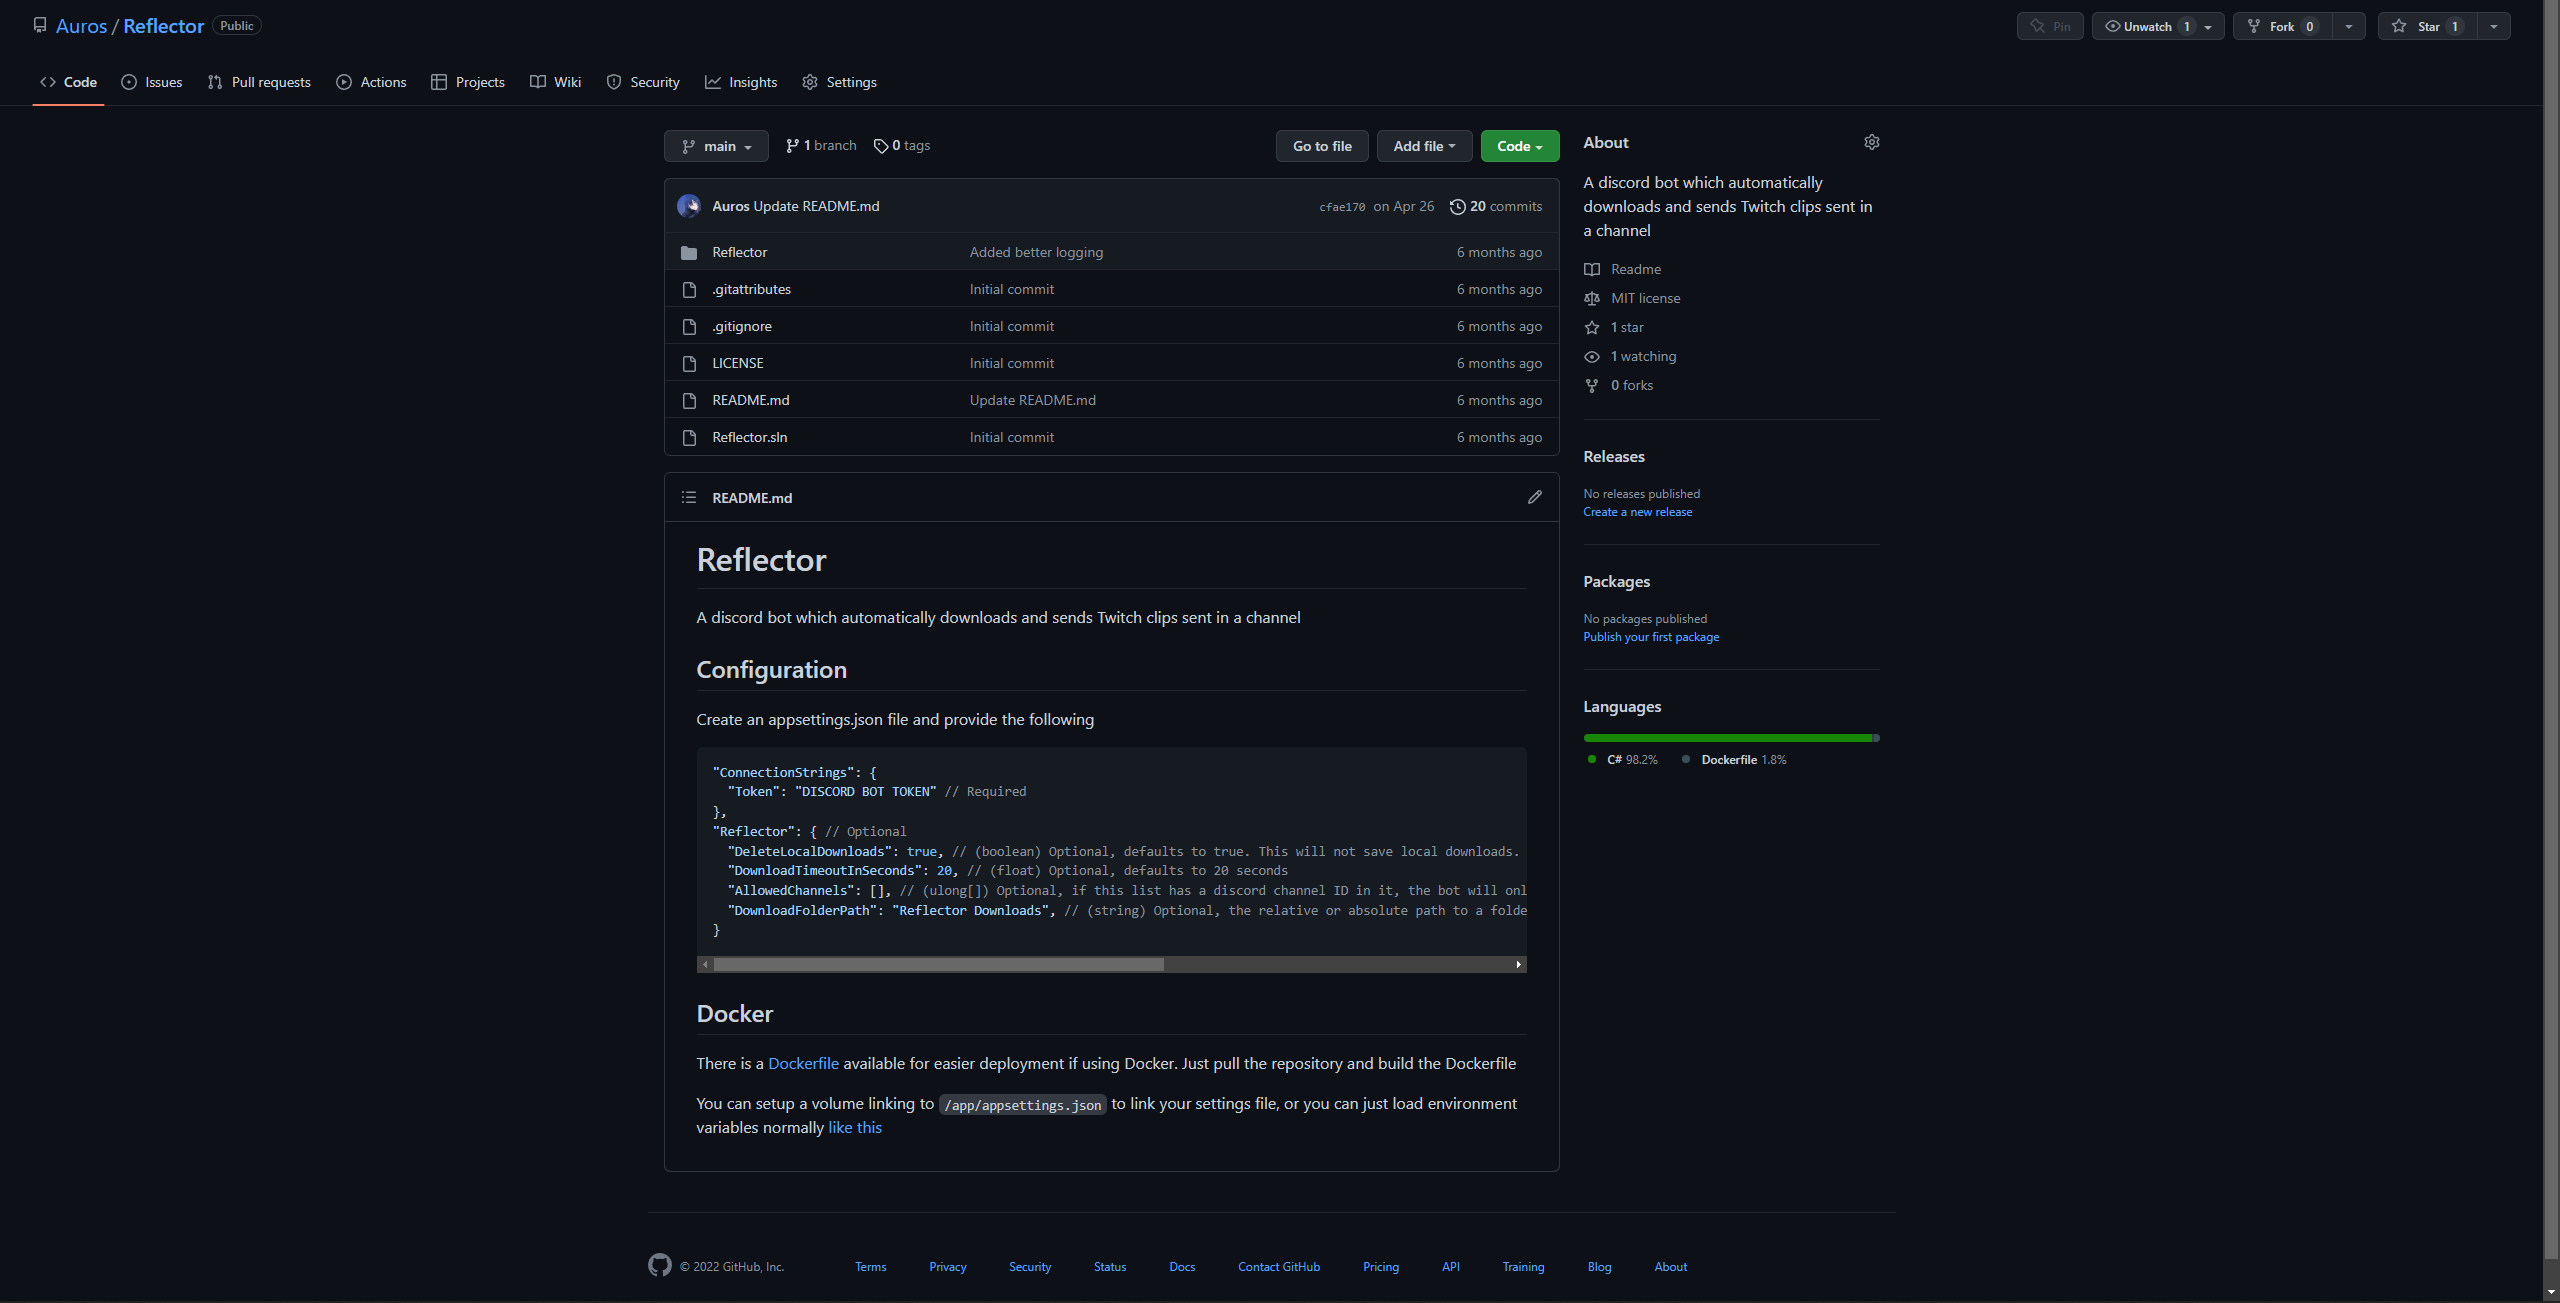 Auros / Reflector Public
Pin
Unwatch 1
Fork 0
Star 1
Code
Issues
Pull requests
Actions
Projects
Wiki
Security
Insights
Settings
main
1 branch
0 tags
Go to file
Add file
Code
Auros Update README.md
cfae170 on Apr 26
20 commits
Reflector Added better logging 6 months ago
.gitattributes Initial commit 6 months ago
.gitignore Initial commit 6 months ago
LICENSE Initial commit 6 months ago
README.md Update README.md 6 months ago
Reflector.sln Initial commit 6 months ago
README.md
Reflector
A discord bot which automatically downloads and sends Twitch clips sent in a channel
Configuration
Create an appsettings.json file and provide the following
"ConnectionStrings": {
  "Token": "DISCORD BOT TOKEN" // Required
},
"Reflector": { // Optional
  "DeleteLocalDownloads": true, // (boolean) Optional, defaults to true. This will not save local downloads.
  "DownloadTimeoutInSeconds": 20, // (float) Optional, defaults to 20 seconds
  "AllowedChannels": [], // (ulong[]) Optional, if this list has a discord channel ID in it, the bot will onl
  "DownloadFolderPath": "Reflector Downloads", // (string) Optional, the relative or absolute path to a folde
}
Docker
There is a Dockerfile available for easier deployment if using Docker. Just pull the repository and build the Dockerfile
You can setup a volume linking to /app/appsettings.json to link your settings file, or you can just load environment
variables normally like this
About
A discord bot which automatically
downloads and sends Twitch clips sent in
a channel
Readme
MIT license
1 star
1 watching
0 forks
Releases
No releases published
Create a new release
Packages
No packages published
Publish your first package
Languages
C# 98.2%
Dockerfile 1.8%
© 2022 GitHub, Inc.
Terms
Privacy
Security
Status
Docs
Contact GitHub
Pricing
API
Training
Blog
About